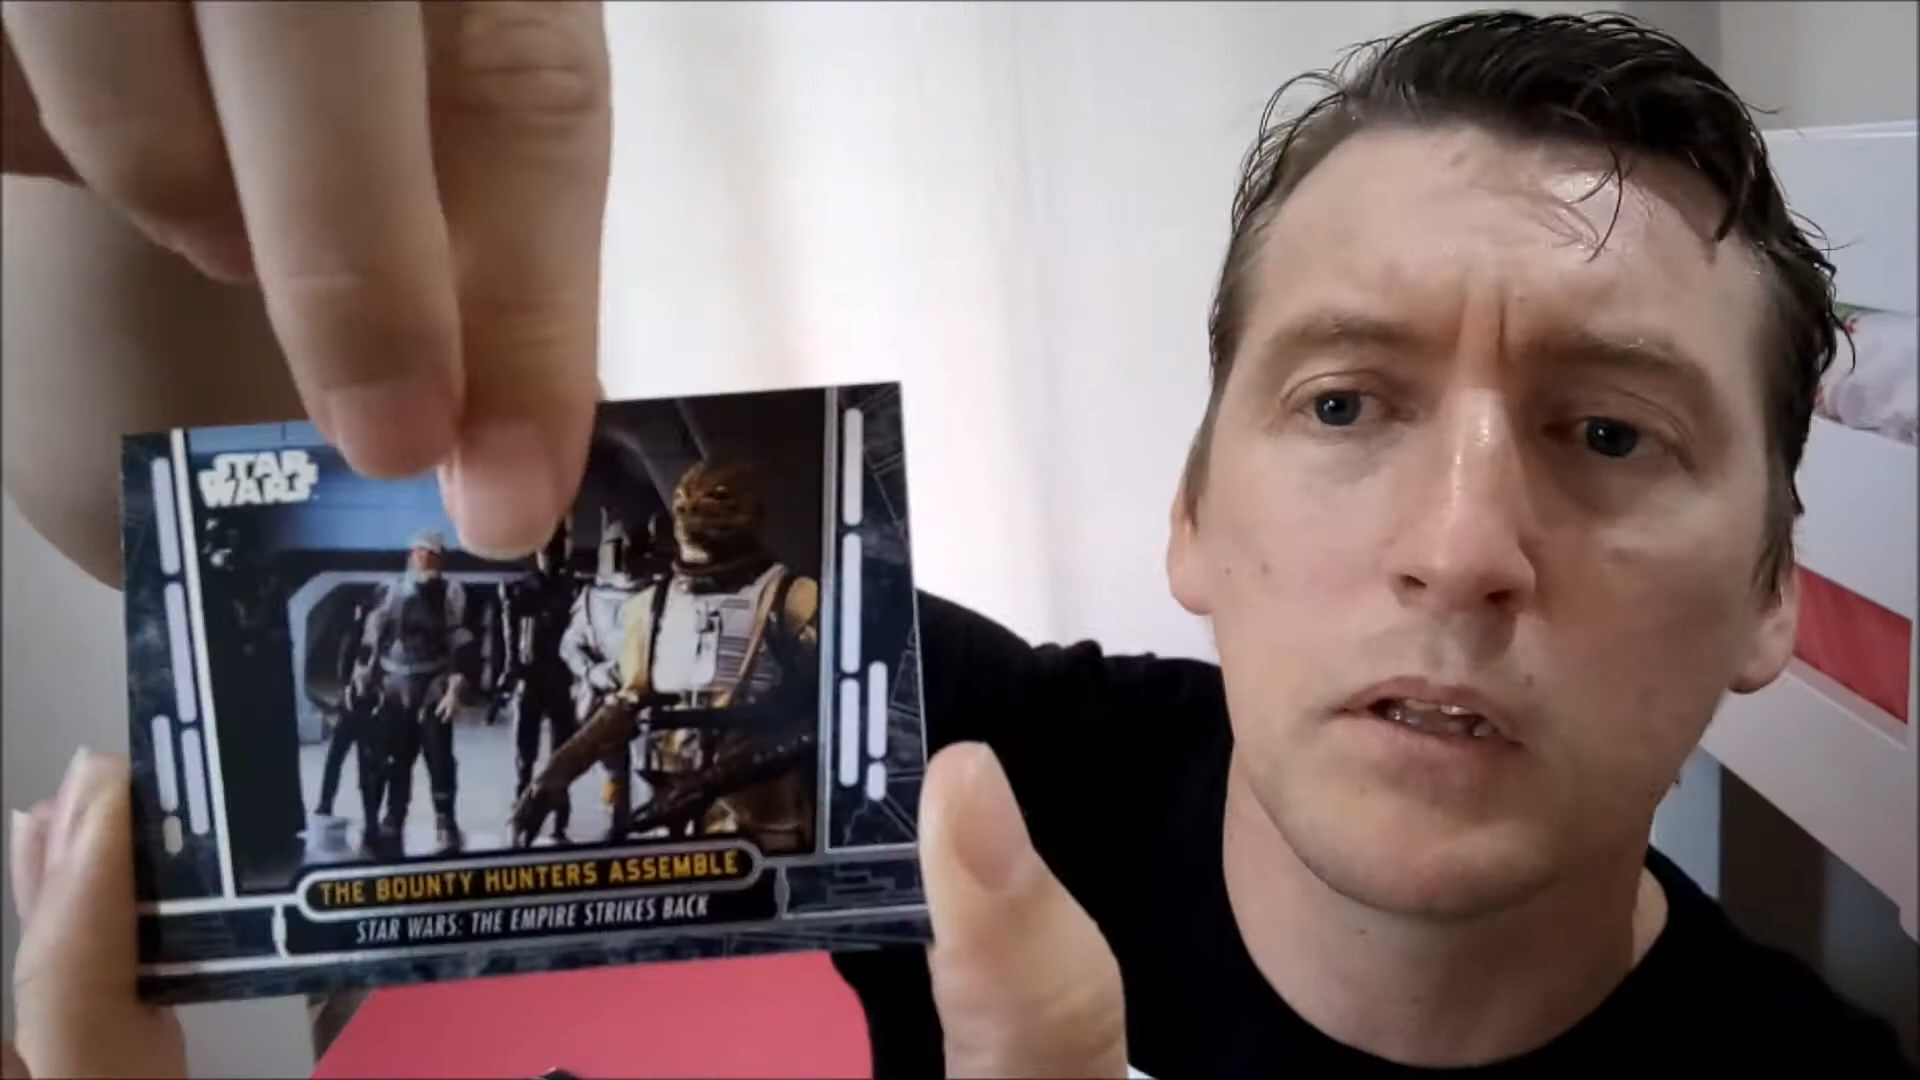 STAR
WARS
THE BOUNTY HUNTERS ASSEMBLE
STAR WARS: THE EMPIRE STRIKES BACK